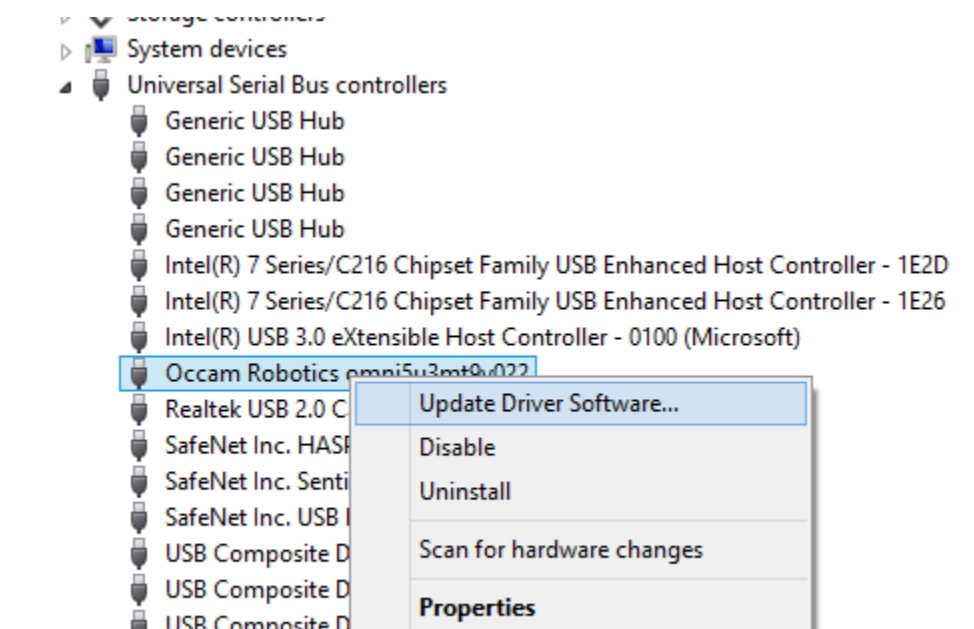 Storage controllers
System devices
Universal Serial Bus controllers
Generic USB Hub
Generic USB Hub
Generic USB Hub
Generic USB Hub
Intel(R) 7 Series/C216 Chipset Family USB Enhanced Host Controller - 1E2D
Intel(R) 7 Series/C216 Chipset Family USB Enhanced Host Controller - 1E26
Intel(R) USB 3.0 eXtensible Host Controller - 0100 (Microsoft)
Occam Robotics omni5u3mt9v022
Realtek USB 2.0 C
SafeNet Inc. HASP
SafeNet Inc. Senti
SafeNet Inc. USB
USB Composite D
USB Composite D
USB Composite D
Update Driver Software...
Disable
Uninstall
Scan for hardware changes
Properties